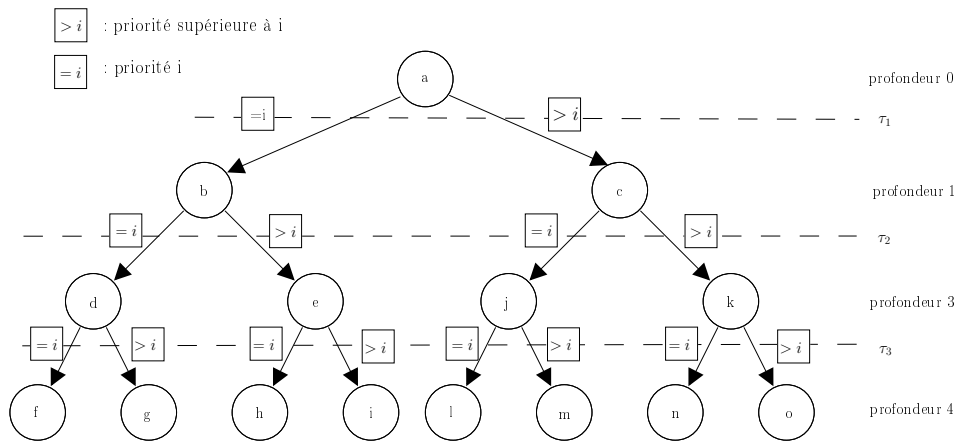 > i : priorité supérieure à i
= i : priorité i
a
profondeur 0
=i > i τ1
b c profondeur 1
= i > i = i > i τ2
d e j k profondeur 3
= i > i = i > i = i > i = i > i τ3
f g h i l m n o profondeur 4